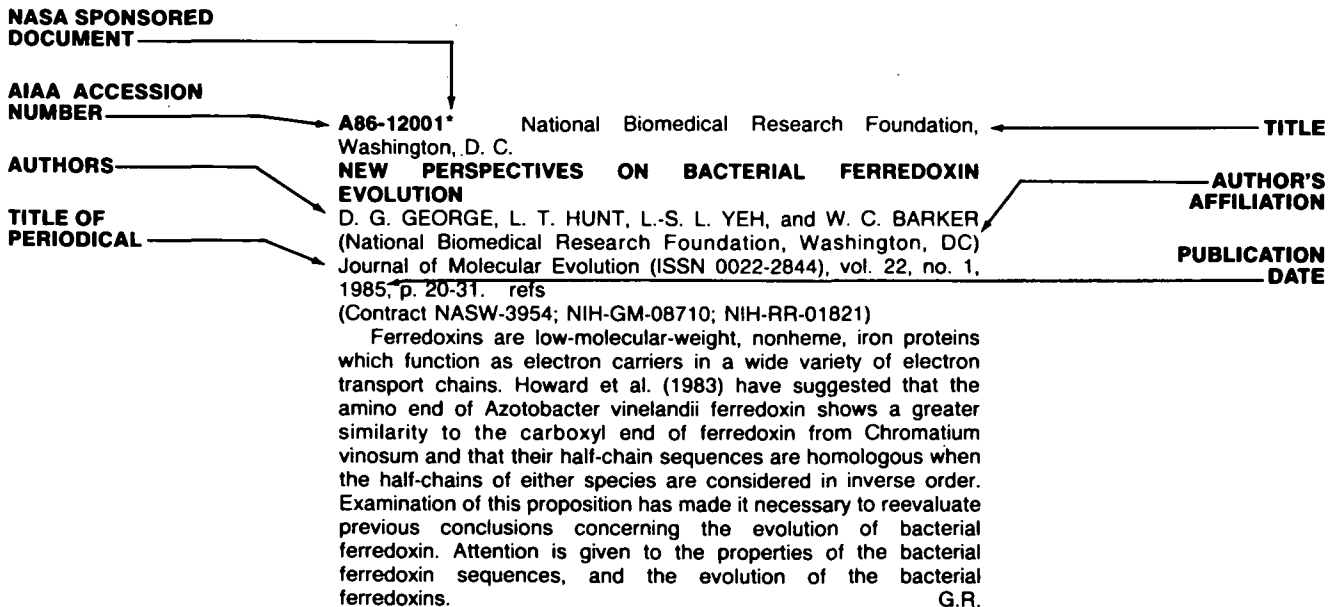 NASA SPONSORED
DOCUMENT
AIAA ACCESSION
NUMBER
AUTHORS
TITLE OF
PERIODICAL
A86-12001* National Biomedical Research Foundation,
Washington, D. C.
NEW PERSPECTIVES ON BACTERIAL FERREDOXIN
EVOLUTION
D. G. GEORGE, L. T. HUNT, L.-S. L. YEH, and W. C. BARKER
(National Biomedical Research Foundation, Washington, DC)
Journal of Molecular Evolution (ISSN 0022-2844), vol. 22, no. 1,
1985, p. 20-31. refs
(Contract NASW-3954; NIH-GM-08710; NIH-RR-01821)
Ferredoxins are low-molecular-weight, nonheme, iron proteins
which function as electron carriers in a wide variety of electron
transport chains. Howard et al. (1983) have suggested that the
amino end of Azotobacter vinelandii ferredoxin shows a greater
similarity to the carboxyl end of ferredoxin from Chromatium
vinosum and that their half-chain sequences are homologous when
the half-chains of either species are considered in inverse order.
Examination of this proposition has made it necessary to reevaluate
previous conclusions concerning the evolution of bacterial
ferredoxin. Attention is given to the properties of the bacterial
ferredoxin sequences, and the evolution of the bacterial
ferredoxins. G.R.
TITLE
AUTHOR'S
AFFILIATION
PUBLICATION
DATE